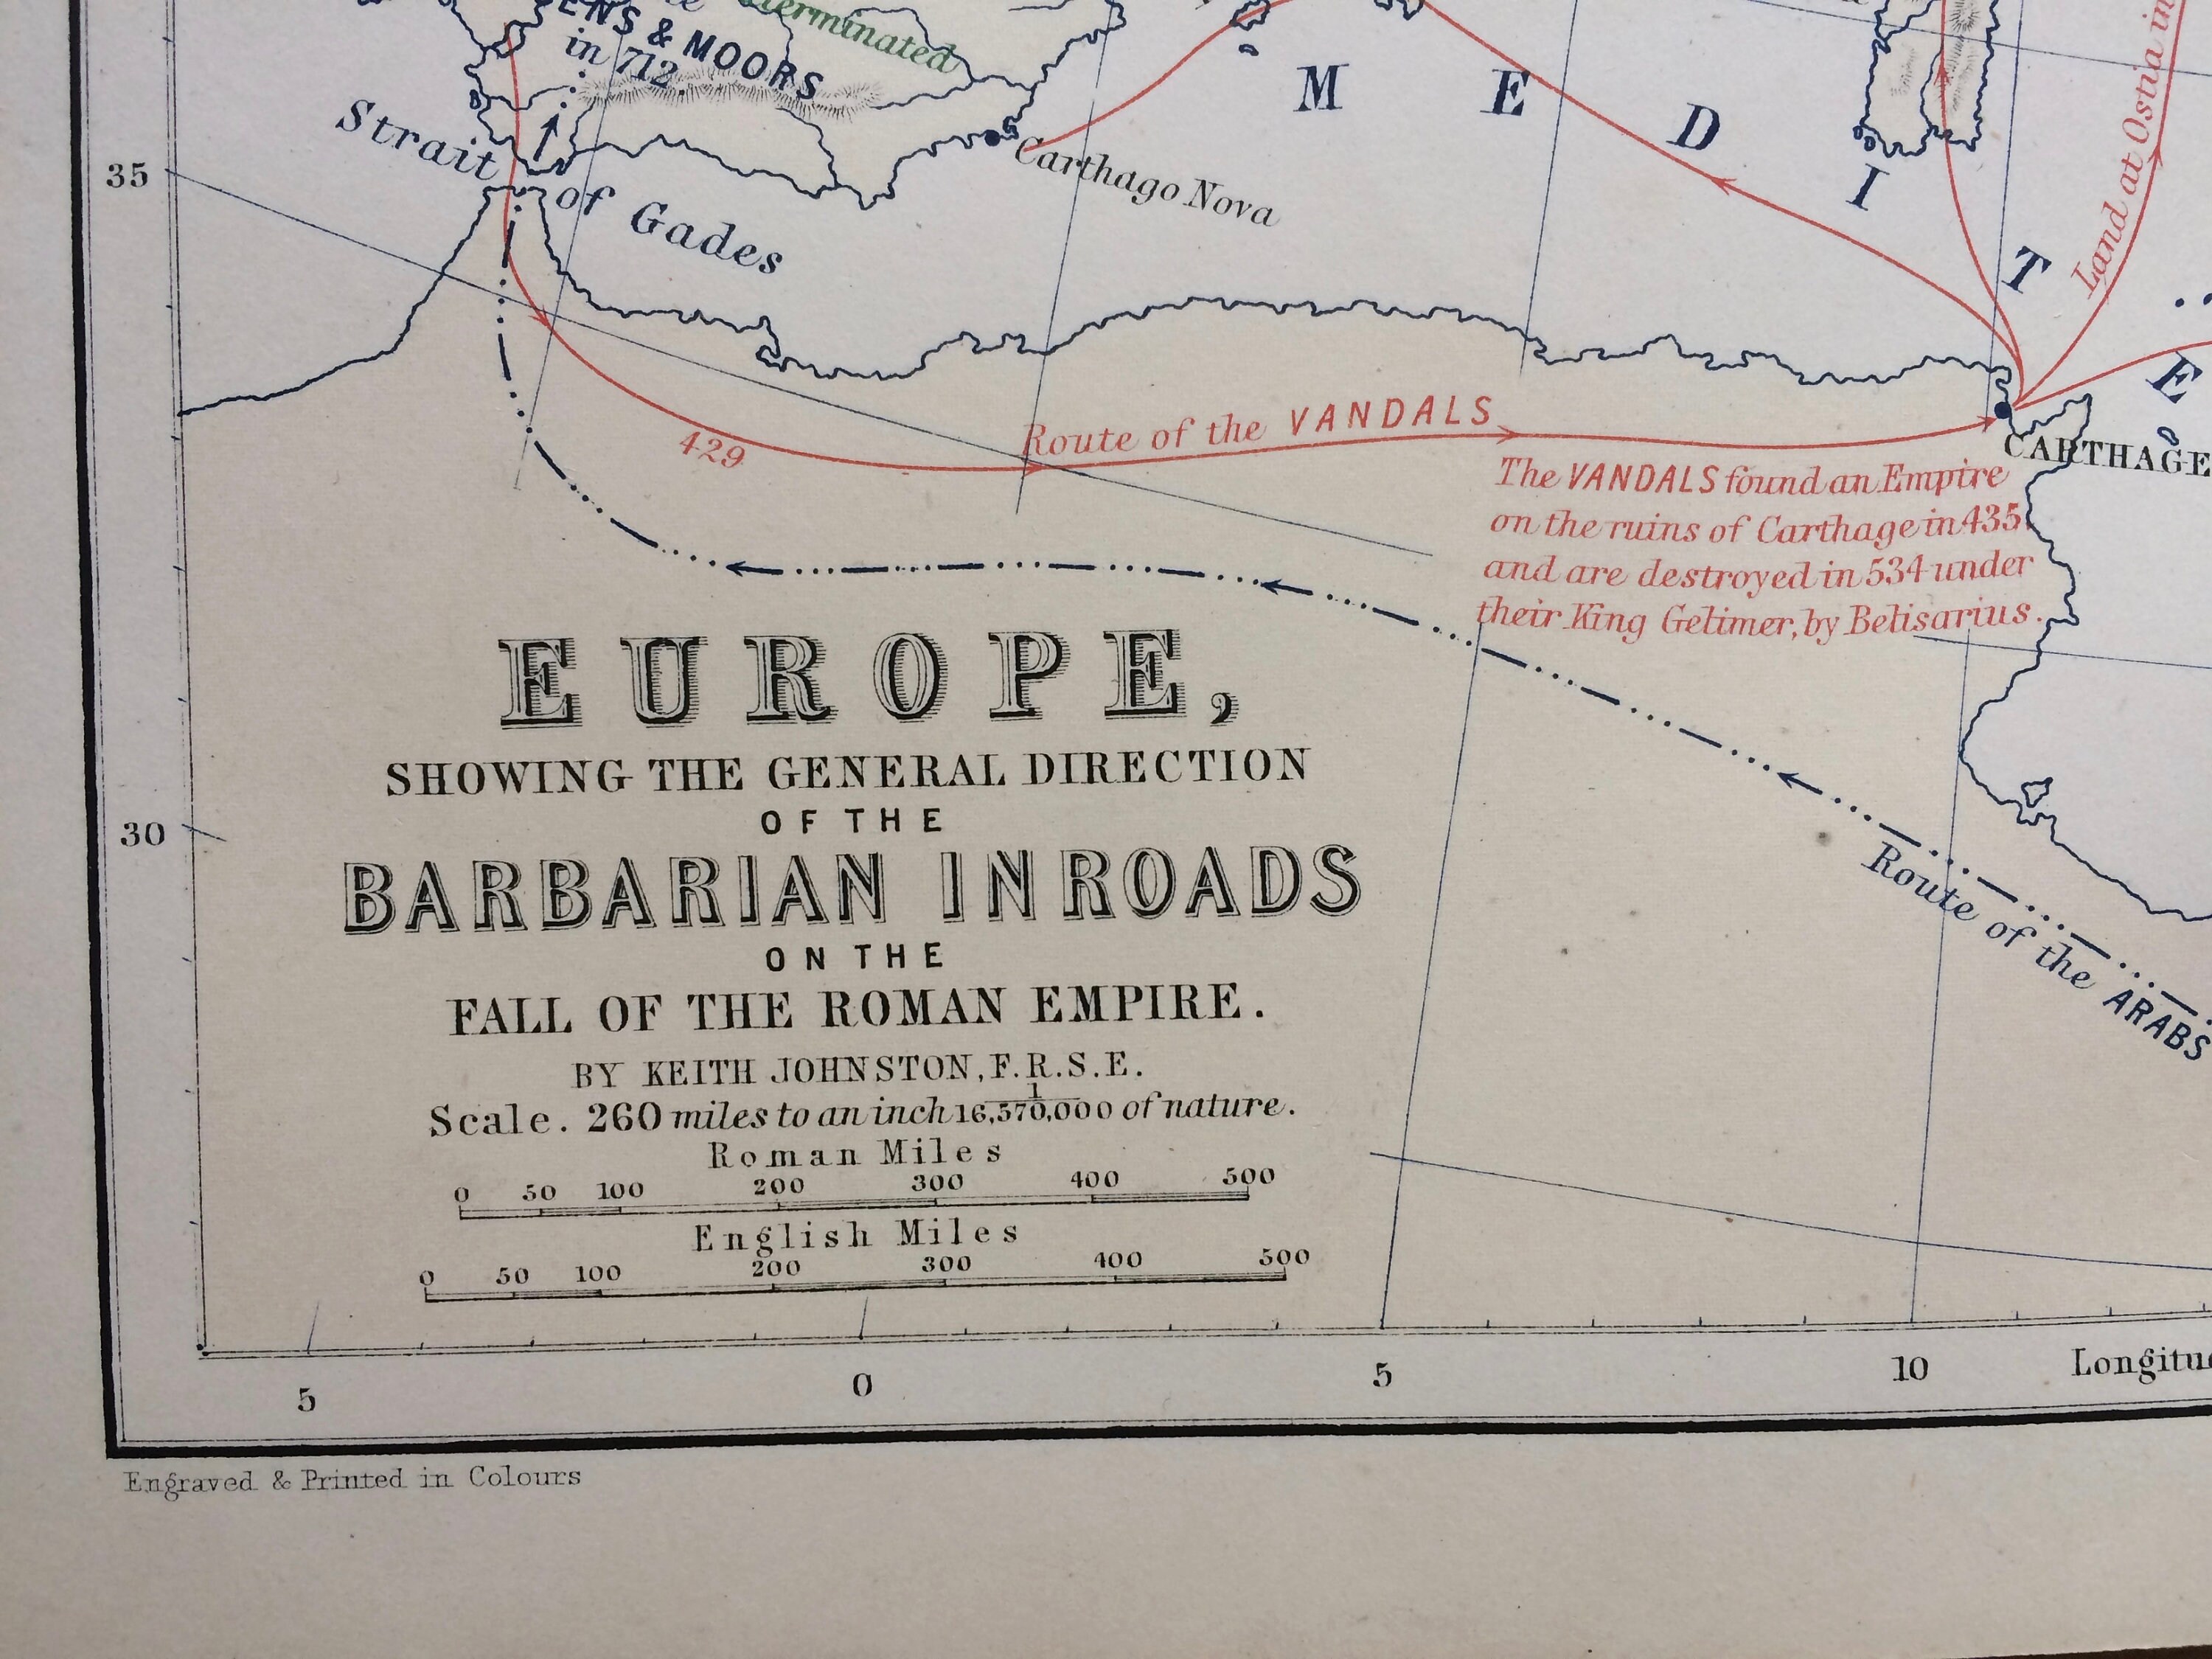 ENS & MOORS
in 712.
terminated
Strait of Gades
35
Carthago Nova
M E D I T E
Land at Ostia in
429
Route of the VANDALS
CARTHAGE
The VANDALS found an Empire
on the ruins of Carthage in 435
and are destroyed in 534 under
their King Gelimer, by Belisarius.
EUROPE,
SHOWING THE GENERAL DIRECTION
OF THE
BARBARIAN INROADS
ON THE
FALL OF THE ROMAN EMPIRE.
BY KEITH JOHNSTON, F.R.S.E.
Scale. 260 miles to an inch 1/16,570,000 of nature.
Roman Miles
0 50 100 200 300 400 500
English Miles
0 50 100 200 300 400 500
30
Route of the ARABS
5 0 5 10 Longitu
Engraved & Printed in Colours